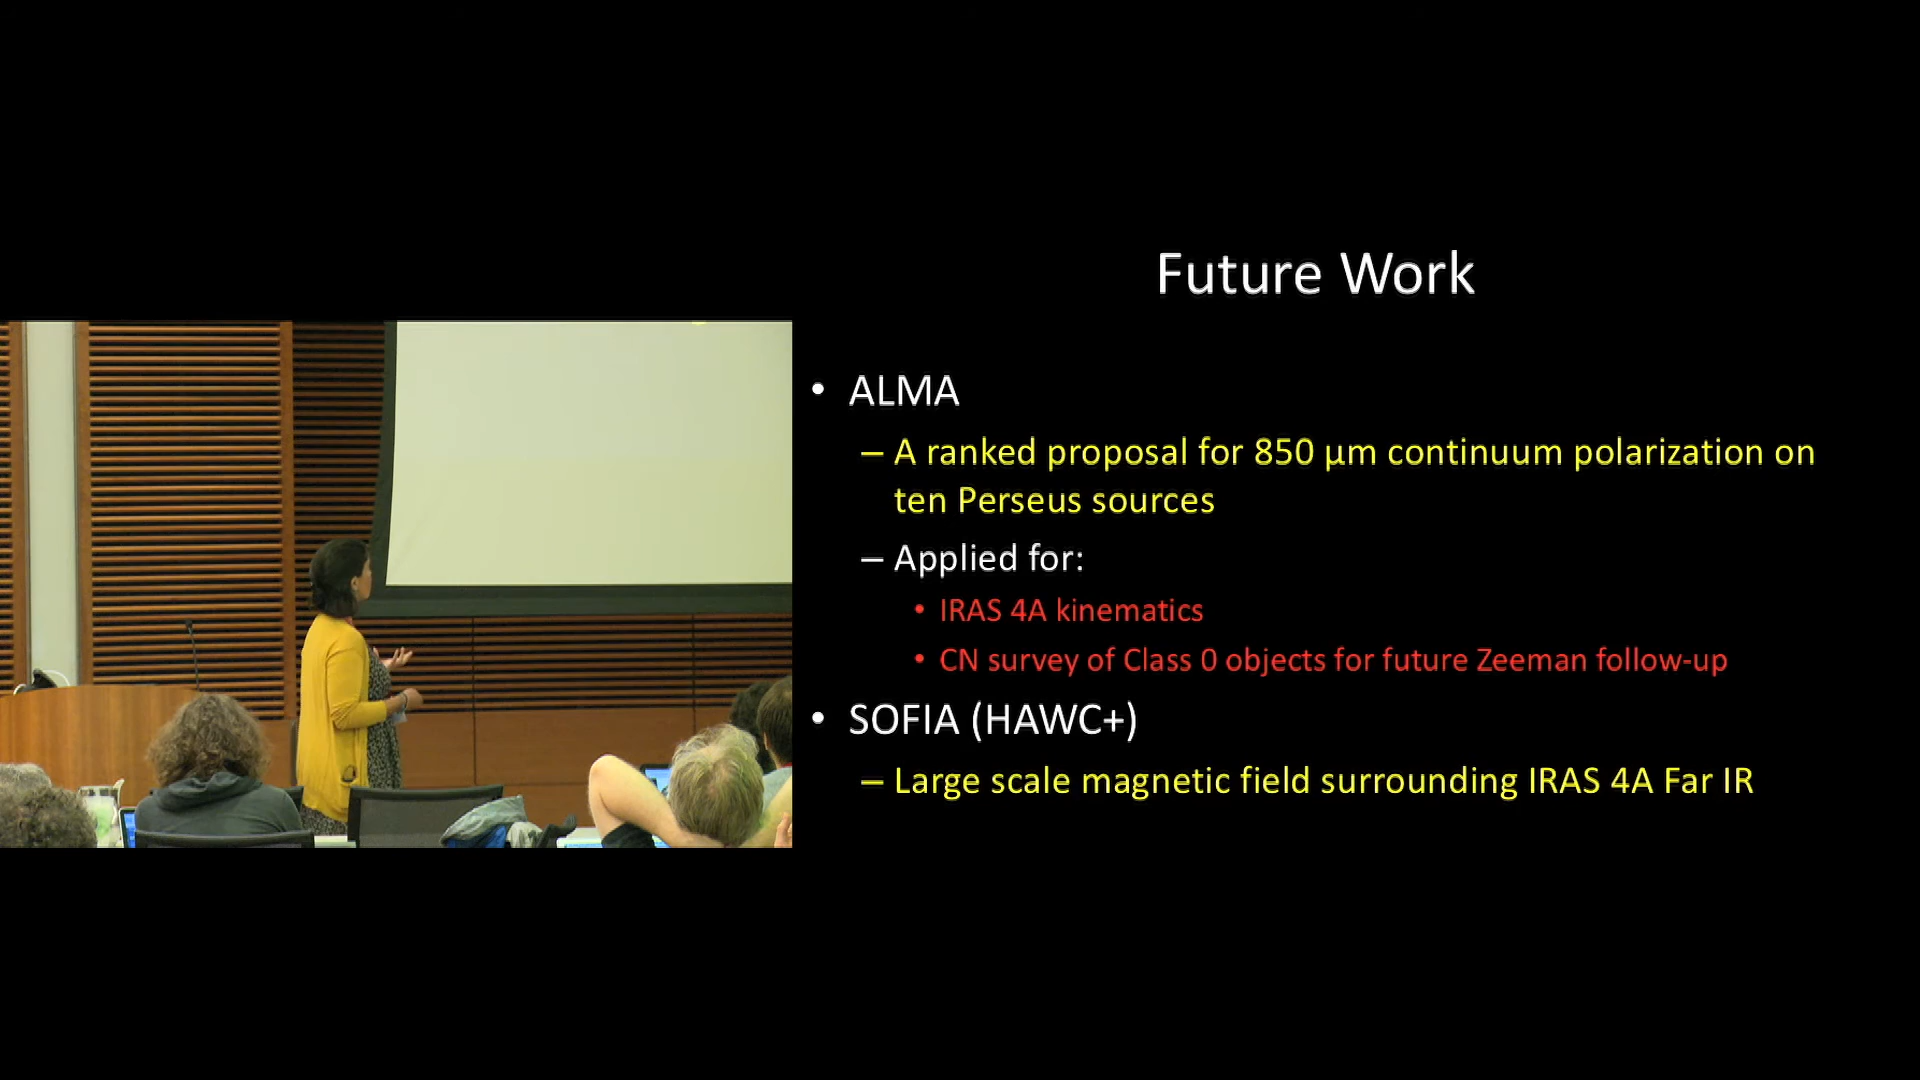 Future Work
• ALMA
– A ranked proposal for 850 µm continuum polarization on
ten Perseus sources
– Applied for:
• IRAS 4A kinematics
• CN survey of Class 0 objects for future Zeeman follow-up
• SOFIA (HAWC+)
– Large scale magnetic field surrounding IRAS 4A Far IR